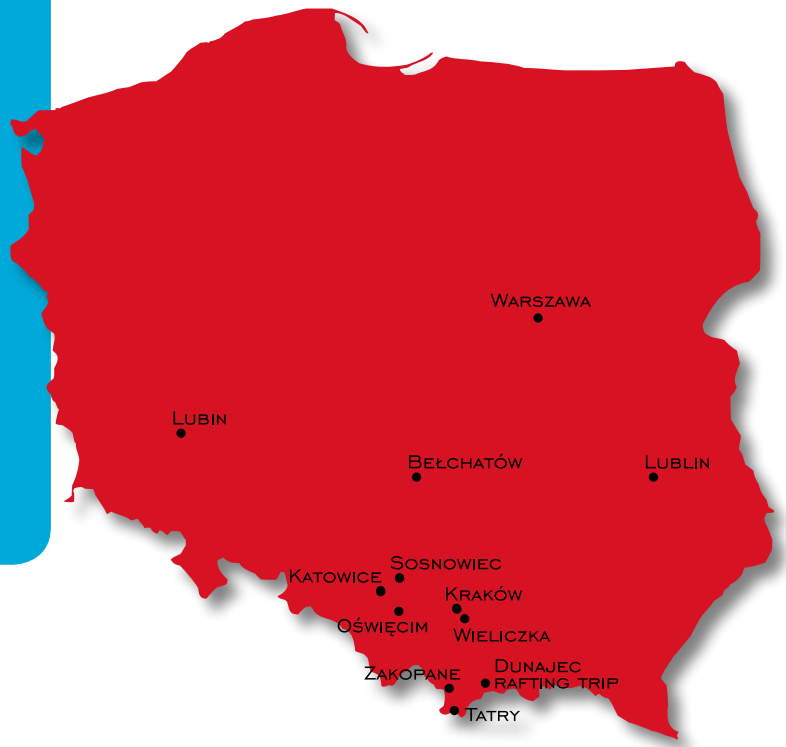 Warszawa
Lubin
Bełchatów
Lublin
Sosnowiec
Katowice
Kraków
Oświęcim
Wieliczka
Zakopane
Dunajec
rafting trip
Tatry